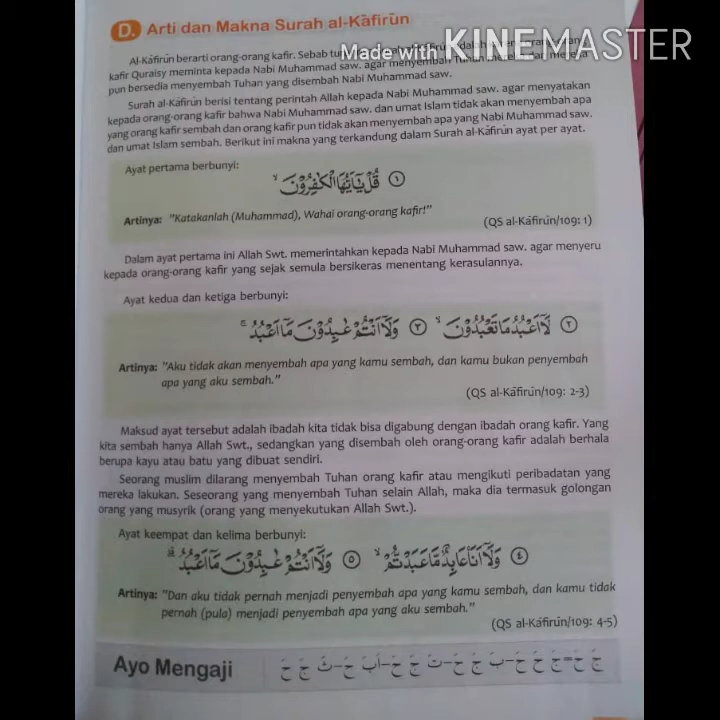 Made with KINEMASTER
D. Arti dan Makna Surah al-Kāfirūn
Al-Kāfirūn berarti orang-orang kafir. Sebab
kafir Quraisy meminta kepada Nabi Muhammad saw. agar menyembah Tuhan mereka dan mereka
pun bersedia menyembah Tuhan yang disembah Nabi Muhammad saw.
Surah al-Kāfirūn berisi tentang perintah Allah kepada Nabi Muhammad saw. agar menyatakan
kepada orang-orang kafir bahwa Nabi Muhammad saw. dan umat Islam tidak akan menyembah apa
yang orang kafir sembah dan orang kafir pun tidak akan menyembah apa yang Nabi Muhammad saw.
dan umat Islam sembah. Berikut ini makna yang terkandung dalam Surah al-Kāfirūn ayat per ayat.
Ayat pertama berbunyi:
قُلْ يٰٓاَيُّهَا الْكٰفِرُوْنَۙ ١
Artinya: "Katakanlah (Muhammad), Wahai orang-orang kafir!"
(QS al-Kāfirūn/109: 1)
Dalam ayat pertama ini Allah Swt. memerintahkan kepada Nabi Muhammad saw. agar menyeru
kepada orang-orang kafir yang sejak semula bersikeras menentang kerasulannya.
Ayat kedua dan ketiga berbunyi:
لَآ اَعْبُدُ مَا تَعْبُدُوْنَۙ ٢ وَلَآ اَنْتُمْ عٰبِدُوْنَ مَآ اَعْبُدُۚ ٣
Artinya: "Aku tidak akan menyembah apa yang kamu sembah, dan kamu bukan penyembah
apa yang aku sembah."
(QS al-Kāfirūn/109: 2-3)
Maksud ayat tersebut adalah ibadah kita tidak bisa digabung dengan ibadah orang kafir. Yang
kita sembah hanya Allah Swt., sedangkan yang disembah oleh orang-orang kafir adalah berhala
berupa kayu atau batu yang dibuat sendiri.
Seorang muslim dilarang menyembah Tuhan orang kafir atau mengikuti peribadatan yang
mereka lakukan. Seseorang yang menyembah Tuhan selain Allah, maka dia termasuk golongan
orang yang musyrik (orang yang menyekutukan Allah Swt.).
Ayat keempat dan kelima berbunyi:
وَلَآ اَنَا۠ عَابِدٌ مَّا عَبَدْتُّمْۙ ٤ وَلَآ اَنْتُمْ عٰبِدُوْنَ مَآ اَعْبُدُۗ ٥
Artinya: "Dan aku tidak pernah menjadi penyembah apa yang kamu sembah, dan kamu tidak
pernah (pula) menjadi penyembah apa yang aku sembah."
(QS al-Kāfirūn/109: 4-5)
Ayo Mengaji